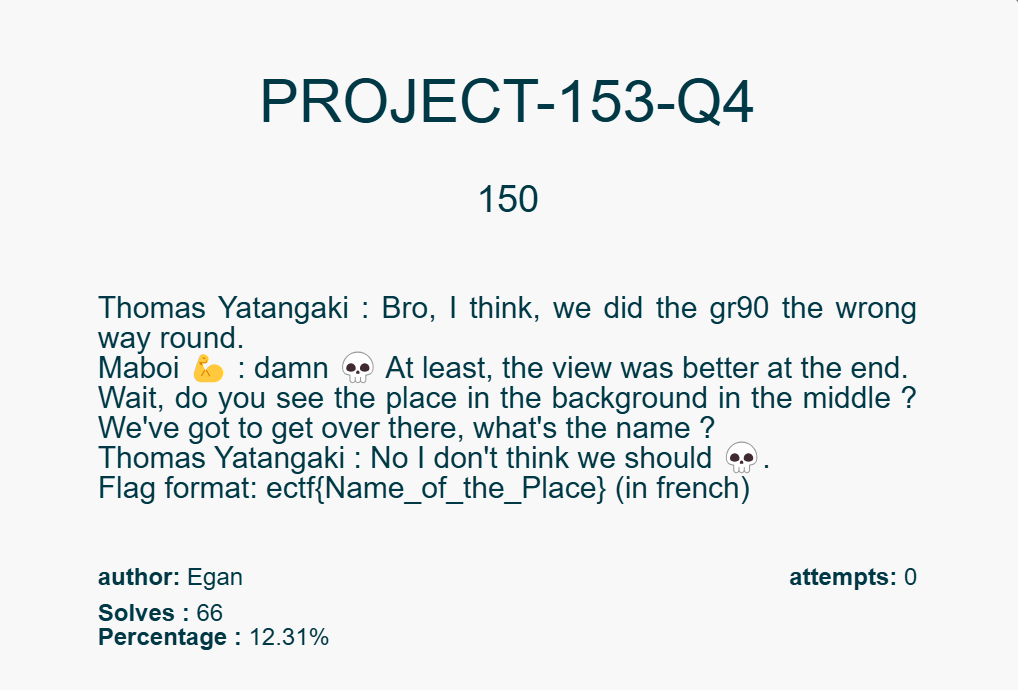 PROJECT-153-Q4
150
Thomas Yatangaki : Bro, I think, we did the gr90 the wrong
way round.
Maboi 💪 : damn 💀 At least, the view was better at the end.
Wait, do you see the place in the background in the middle ?
We've got to get over there, what's the name ?
Thomas Yatangaki : No I don't think we should 💀.
Flag format: ectf{Name_of_the_Place} (in french)
author: Egan attempts: 0
Solves : 66
Percentage : 12.31%